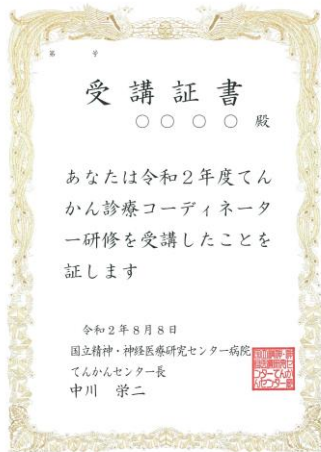 第 号
受講証書
○○○○ 殿
あなたは令和2年度てん
かん診療コーディネータ
ー研修を受講したことを
証します
令和2年8月8日
国立精神・神経医療研究センター病院
てんかんセンター長
中川 栄二